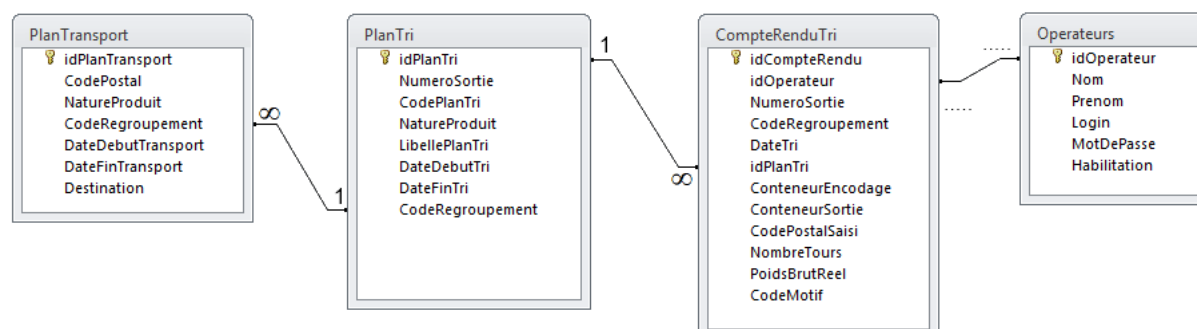 PlanTransport
idPlanTransport
CodePostal
NatureProduit
CodeRegroupement
DateDebutTransport
DateFinTransport
Destination
∞
1
PlanTri
idPlanTri
NumeroSortie
CodePlanTri
NatureProduit
LibellePlanTri
DateDebutTri
DateFinTri
CodeRegroupement
1
∞
CompteRenduTri
idCompteRendu
idOperateur
NumeroSortie
CodeRegroupement
DateTri
idPlanTri
ConteneurEncodage
ConteneurSortie
CodePostalSaisi
NombreTours
PoidsBrutReel
CodeMotif
.....
.....
Operateurs
idOperateur
Nom
Prenom
Login
MotDePasse
Habilitation